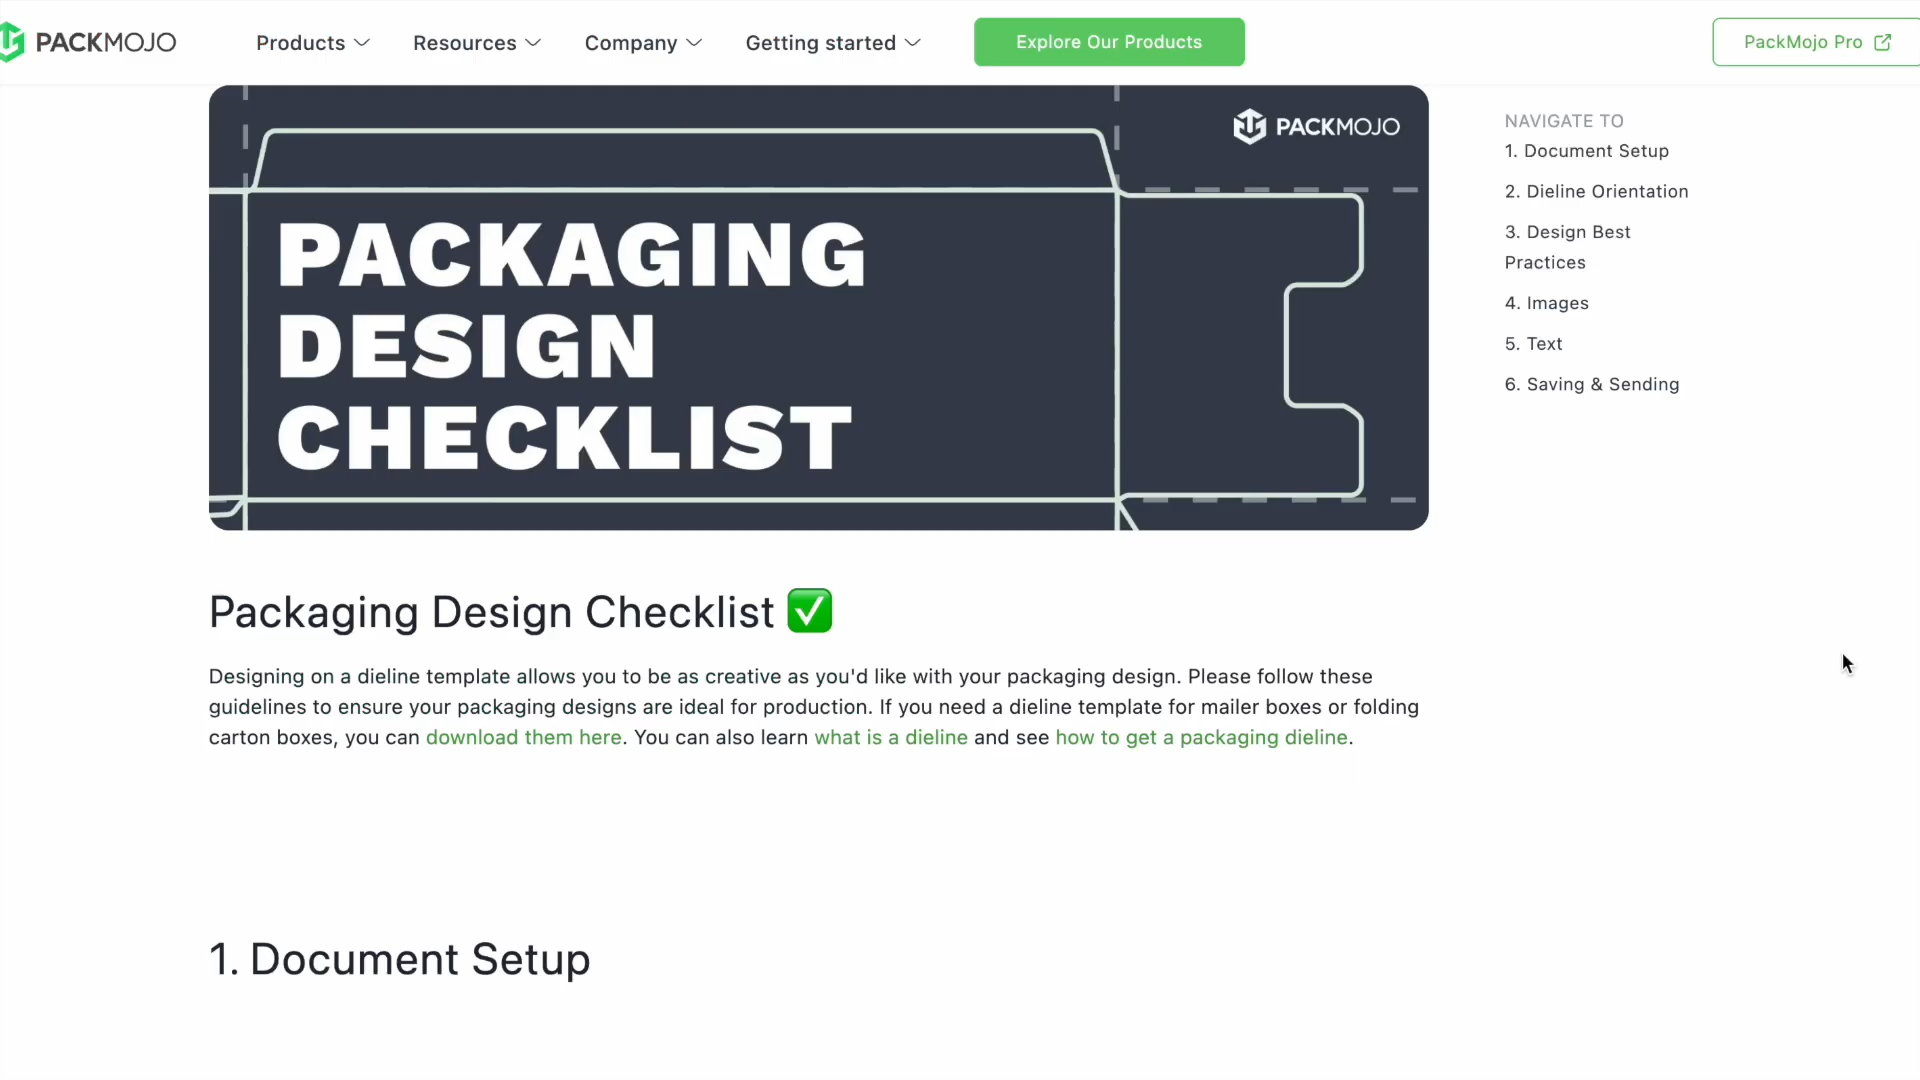 PACKMOJO
Products
Resources
Company
Getting started
Explore Our Products
PackMojo Pro
PACKMOJO
PACKAGING
DESIGN
CHECKLIST
NAVIGATE TO
1. Document Setup
2. Dieline Orientation
3. Design Best
Practices
4. Images
5. Text
6. Saving & Sending
Packaging Design Checklist ✅
Designing on a dieline template allows you to be as creative as you'd like with your packaging design. Please follow these
guidelines to ensure your packaging designs are ideal for production. If you need a dieline template for mailer boxes or folding
carton boxes, you can download them here. You can also learn what is a dieline and see how to get a packaging dieline.
1. Document Setup